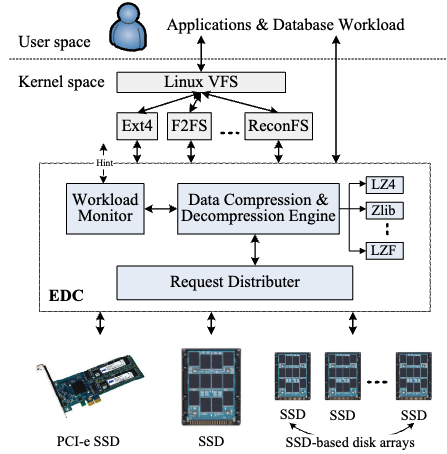 Applications & Database Workload
User space
Kernel space
Linux VFS
Ext4
F2FS
ReconFS
Hint
Workload
Monitor
Data Compression &
Decompression Engine
LZ4
Zlib
LZF
Request Distributer
EDC
PCI-e SSD
SSD
SSD
SSD
SSD
SSD-based disk arrays